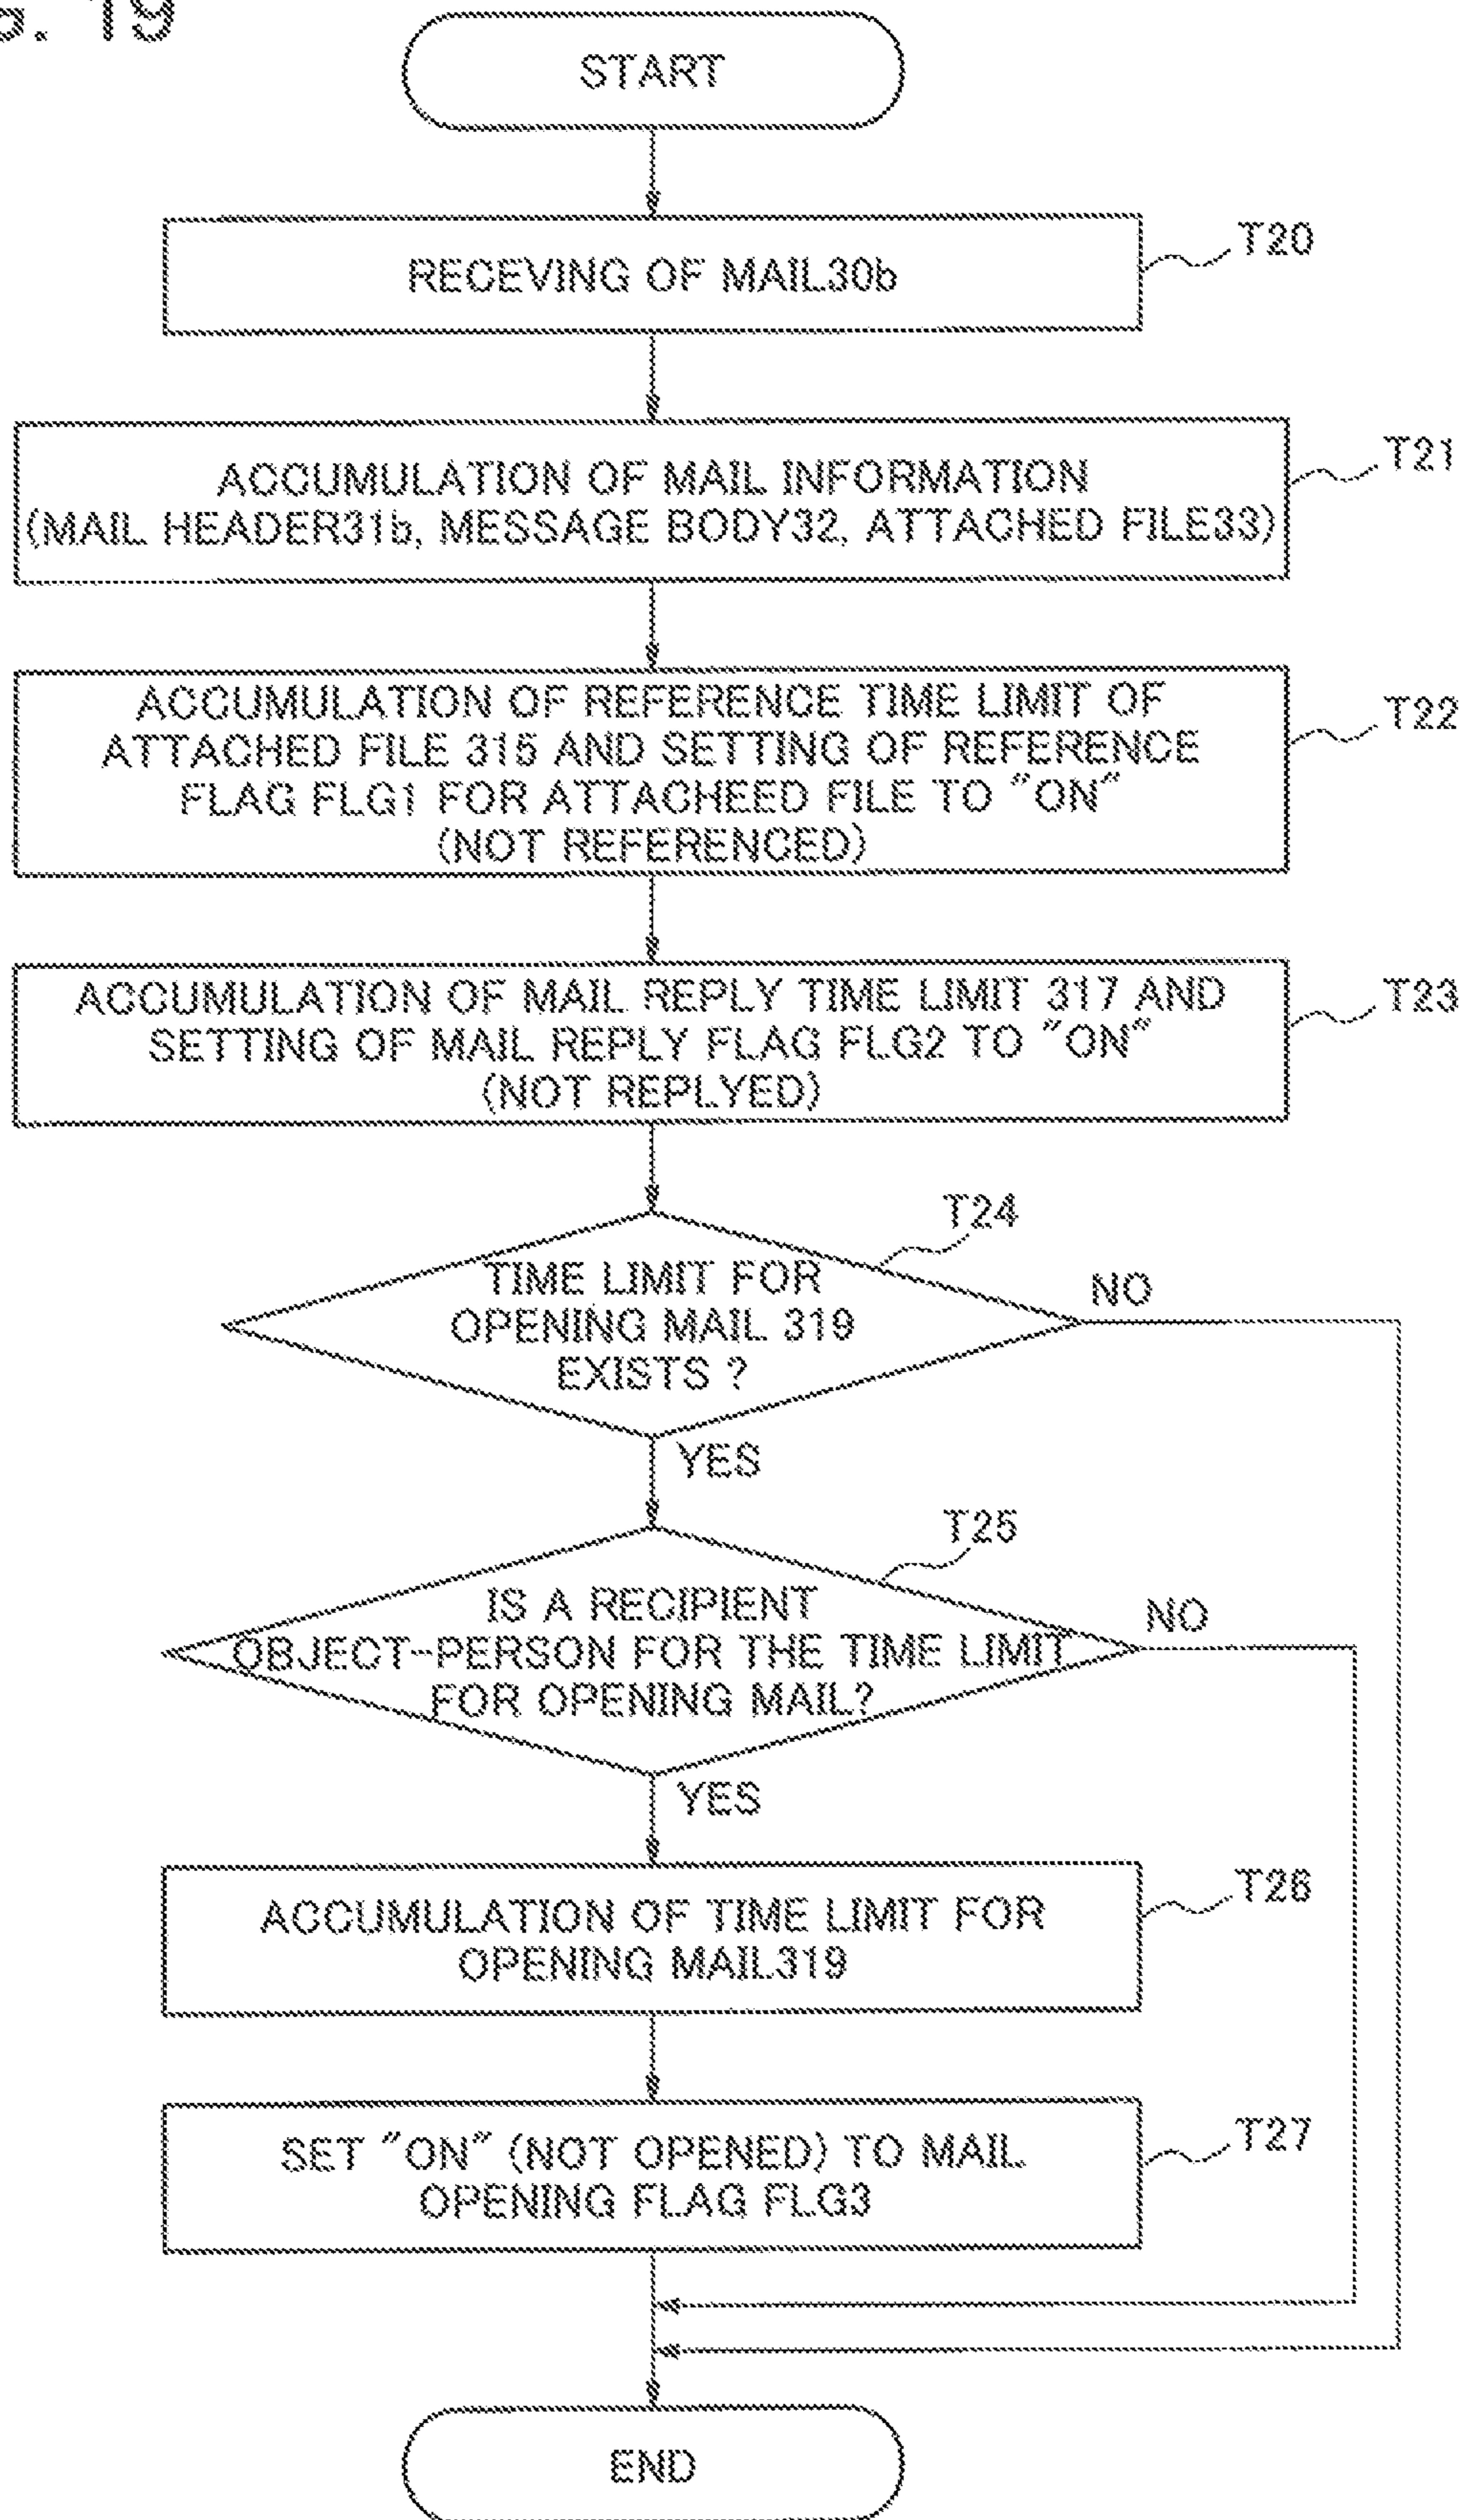 G. 19
START
RECEVING OF MAIL30b
T20
ACCUMULATION OF MAIL INFORMATION
(MAIL HEADER31b, MESSAGE BODY32, ATTACHED FILE33)
T21
ACCUMULATION OF REFERENCE TIME LIMIT OF
ATTACHED FILE 315 AND SETTING OF REFERENCE
FLAG FLG1 FOR ATTACHEED FILE TO "ON"
(NOT REFERENCED)
T22
ACCUMULATION OF MAIL REPLY TIME LIMIT 317 AND
SETTING OF MAIL REPLY FLAG FLG2 TO "ON"
(NOT REPLYED)
T23
T24
TIME LIMIT FOR
OPENING MAIL 319
EXISTS ?
NO
YES
T25
IS A RECIPIENT
OBJECT-PERSON FOR THE TIME LIMIT
FOR OPENING MAIL?
NO
YES
ACCUMULATION OF TIME LIMIT FOR
OPENING MAIL319
T26
SET "ON" (NOT OPENED) TO MAIL
OPENING FLAG FLG3
T27
END